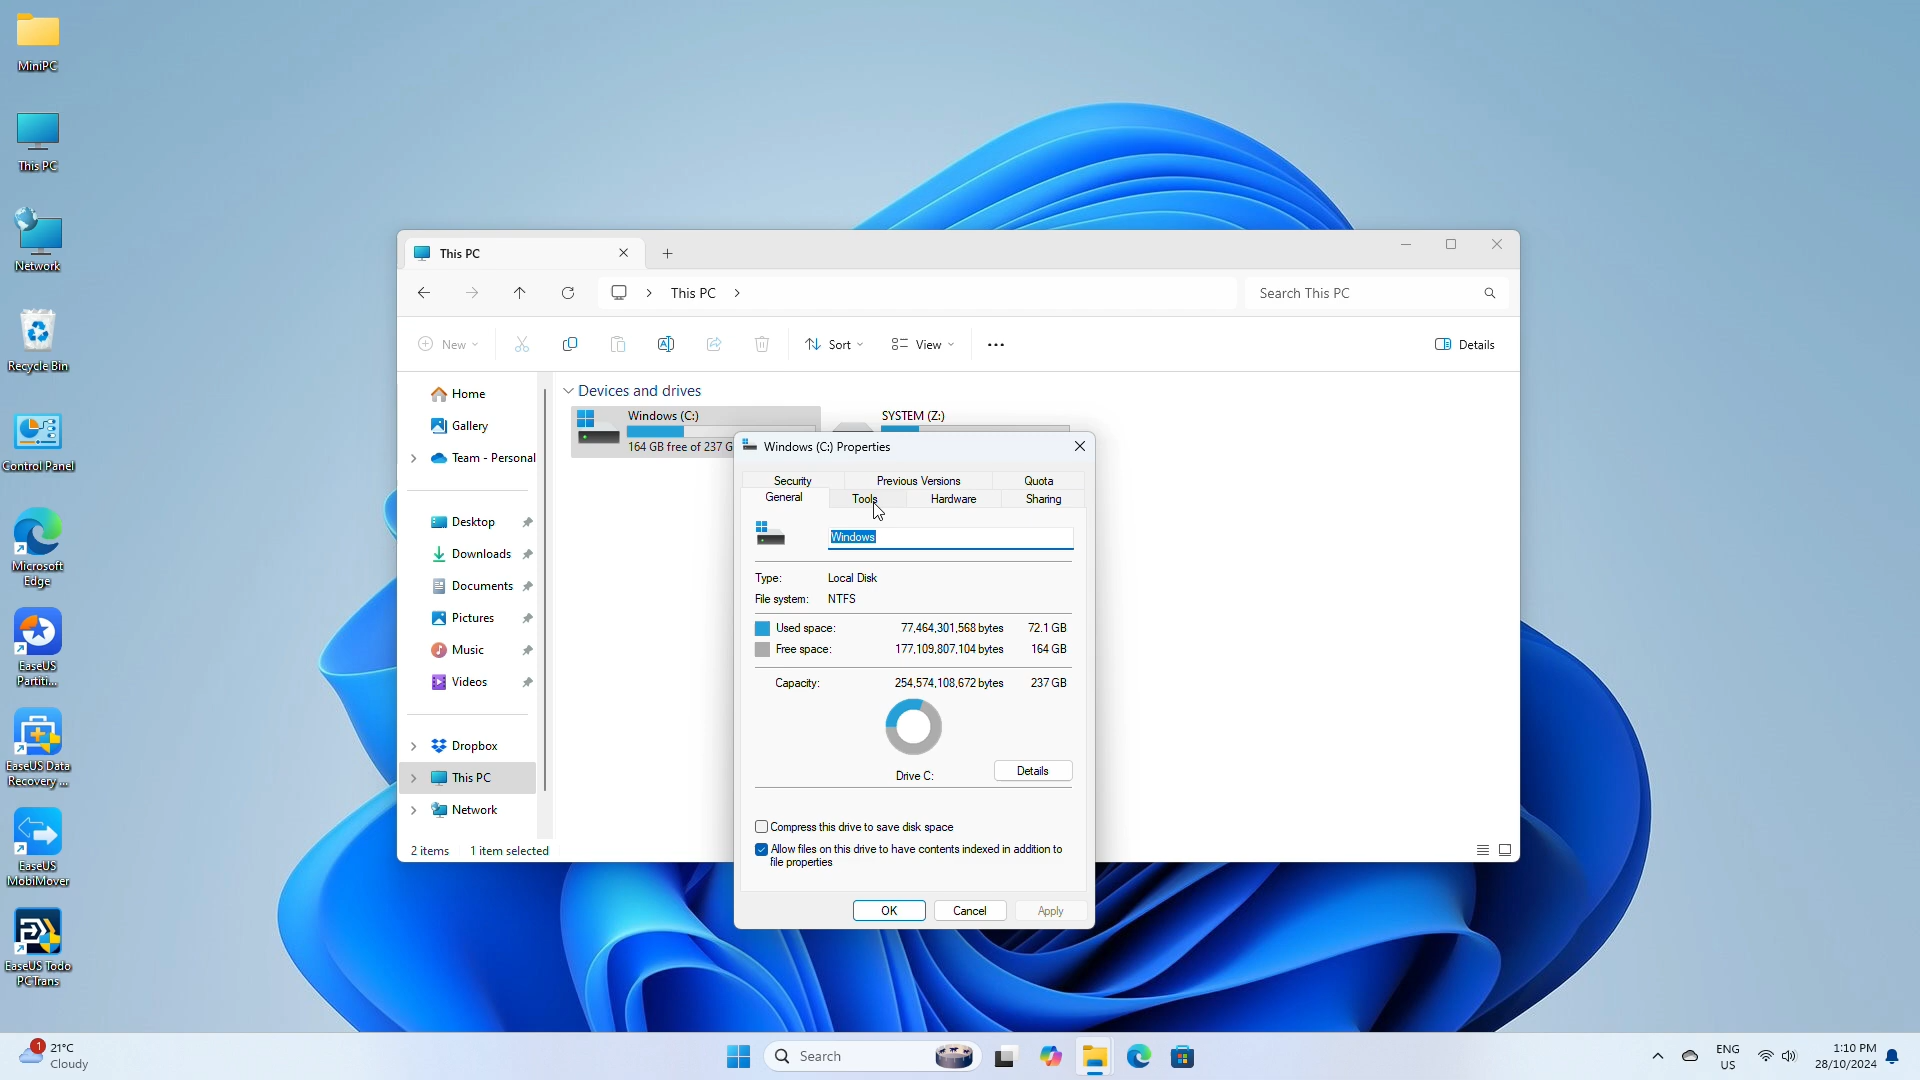 MiniPC
This PC
Network
Recycle Bin
Control Panel
Microsoft
Edge
EaseUS
Partiti...
EaseUS Data
Recovery ...
EaseUS
MobiMover
EaseUS Todo
PCTrans
This PC
This PC
Search This PC
New
Sort
View
Details
Home
Gallery
Team - Personal
Desktop
Downloads
Documents
Pictures
Music
Videos
Dropbox
This PC
Network
2 items 1 item selected
Devices and drives
Windows (C:)
164 GB free of 237 G
SYSTEM (Z:)
Windows (C:) Properties
Security Previous Versions Quota
General Tools Hardware Sharing
Windows
Type: Local Disk
File system: NTFS
Used space: 77,464,301,568 bytes 72.1 GB
Free space: 177,109,807,104 bytes 164 GB
Capacity: 254,574,108,672 bytes 237 GB
Drive C:
Details
Compress this drive to save disk space
Allow files on this drive to have contents indexed in addition to
file properties
OK Cancel Apply
1
21°C
Cloudy
Search
ENG
US
1:10 PM
28/10/2024